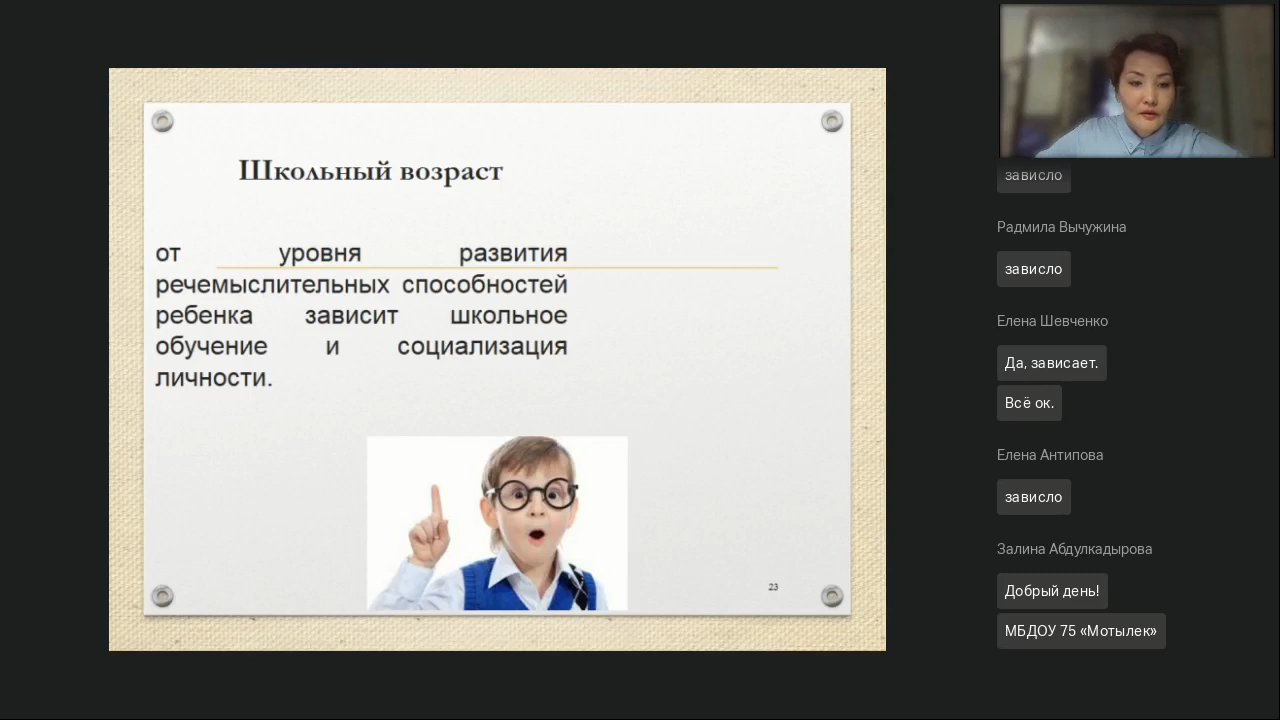 Школьный возраст
от уровня развития
речемыслительных способностей
ребенка зависит школьное
обучение и социализация
личности.
23
зависло
Радмила Вычужина
зависло
Елена Шевченко
Да, зависает.
Всё ок.
Елена Антипова
зависло
Залина Абдулкадырова
Добрый день!
МБДОУ 75 «Мотылек»